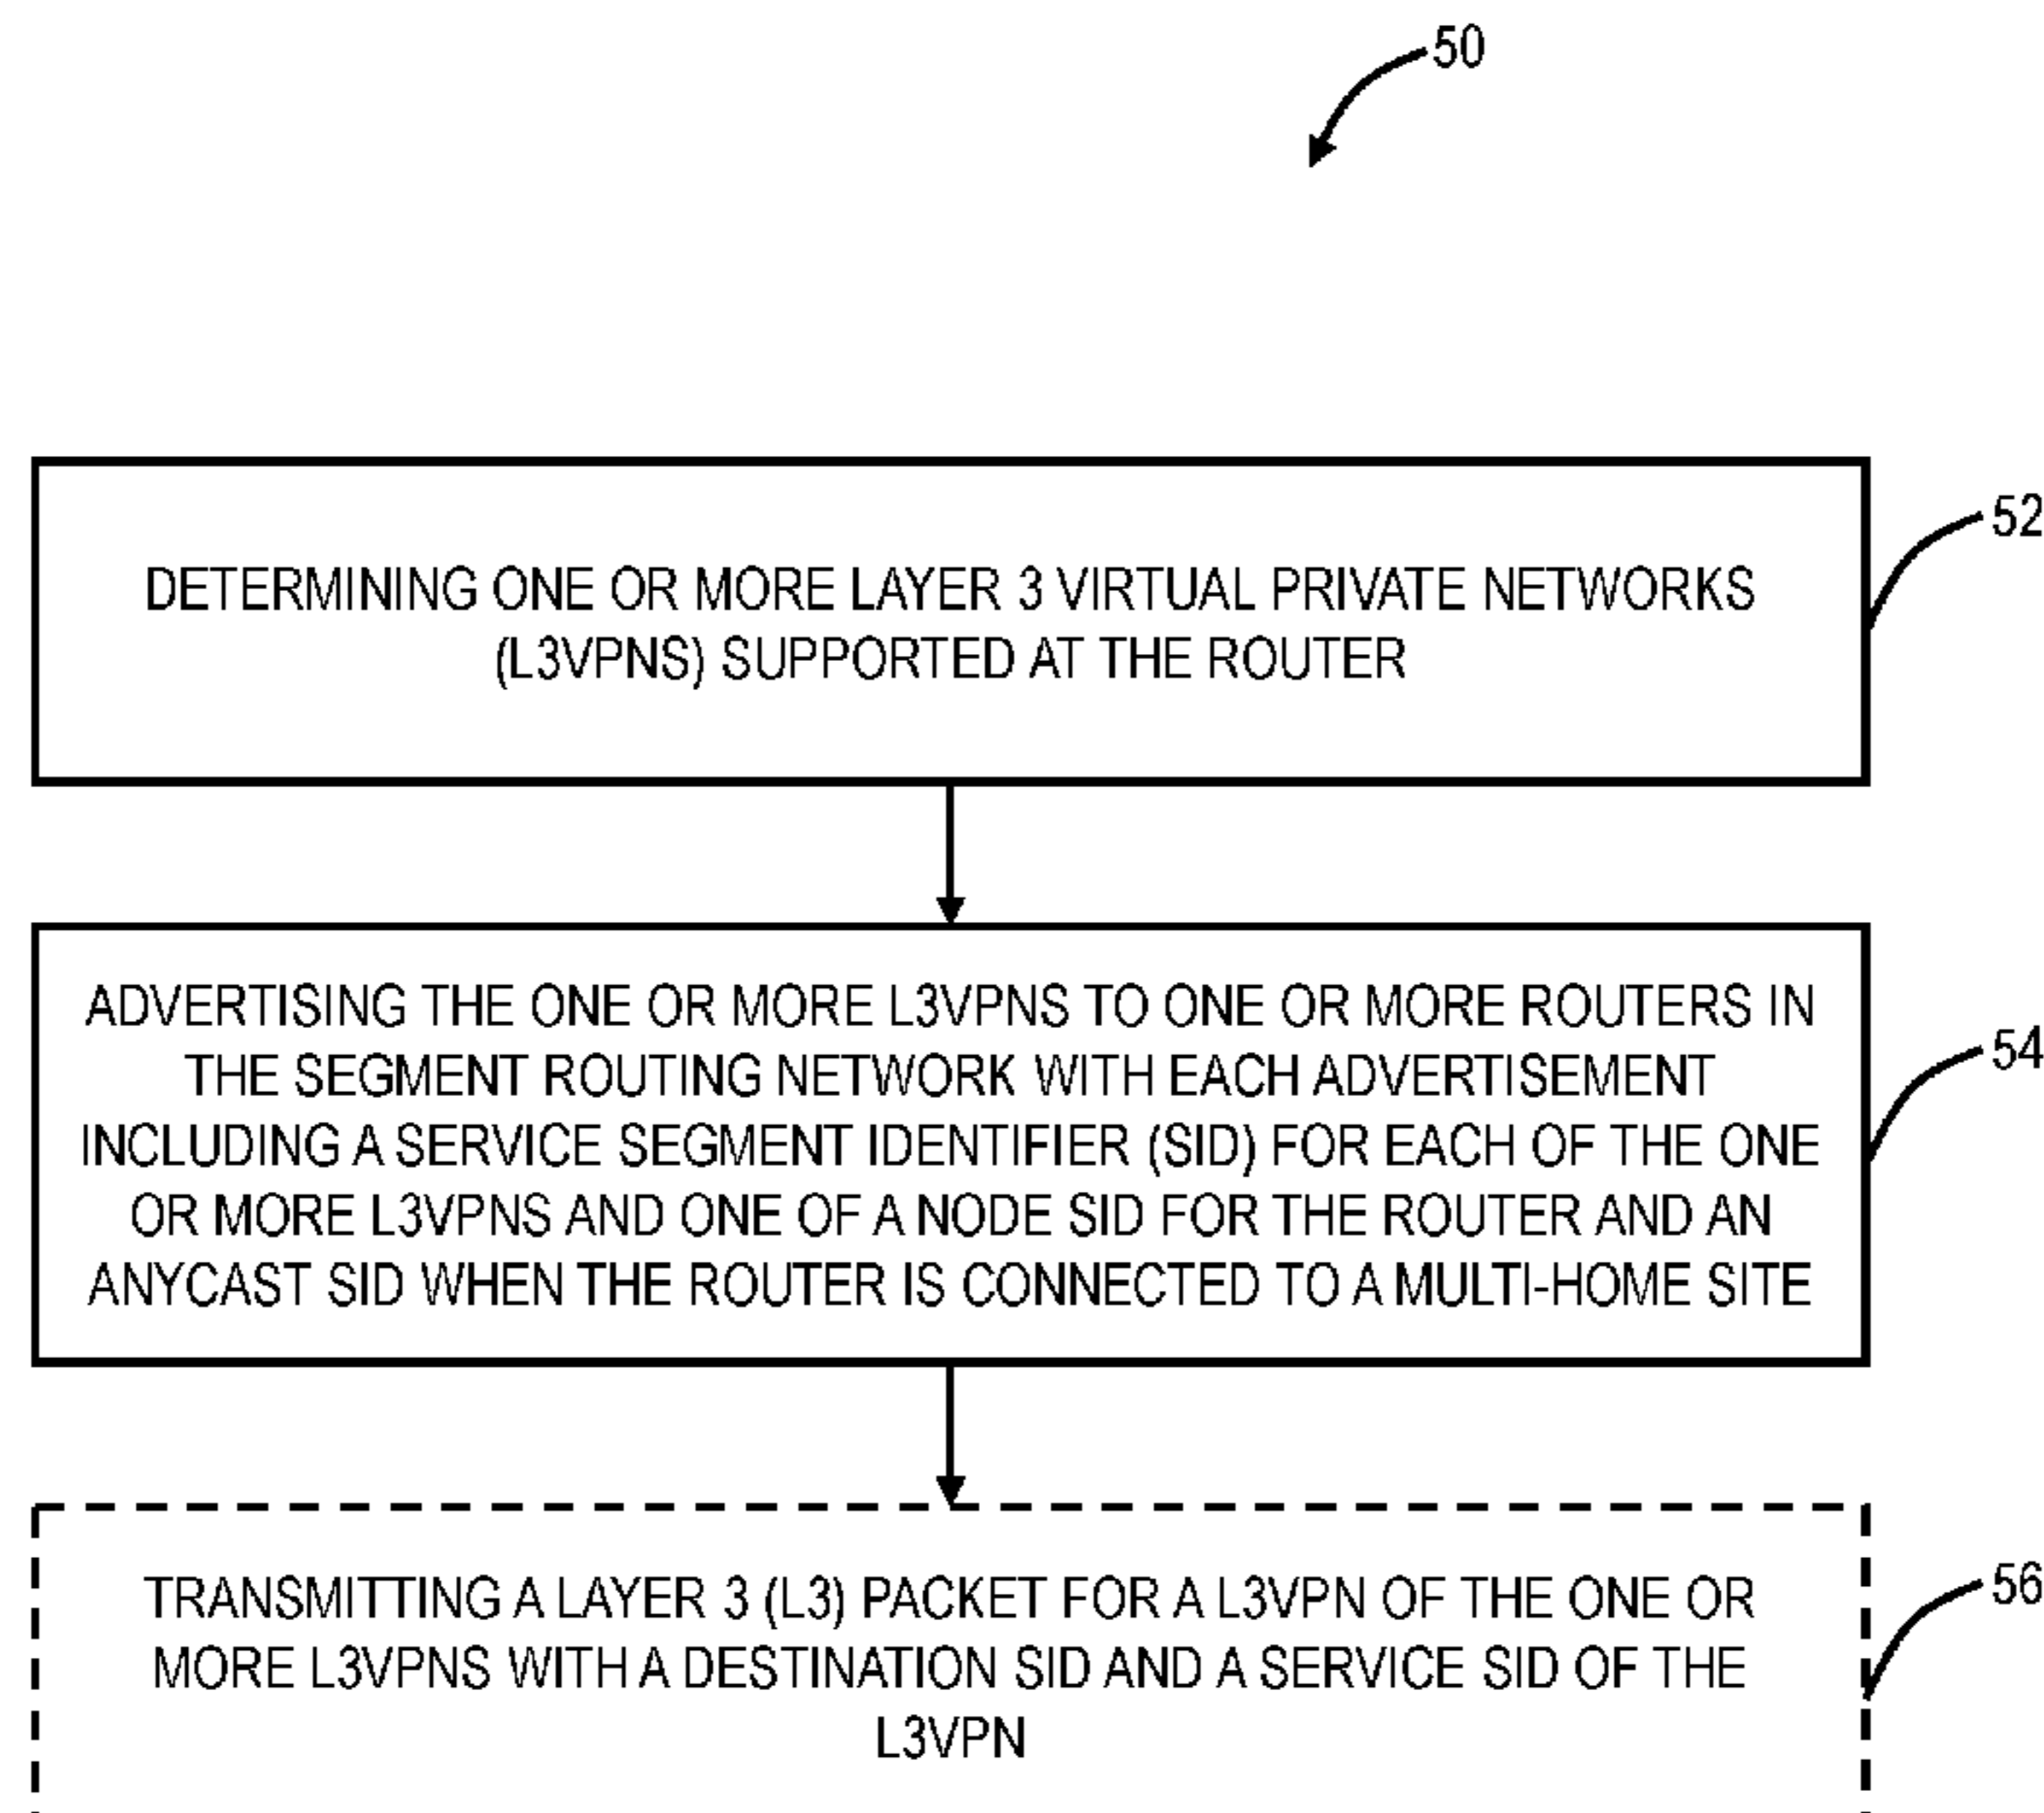 50
52
DETERMINING ONE OR MORE LAYER 3 VIRTUAL PRIVATE NETWORKS
(L3VPNS) SUPPORTED AT THE ROUTER
54
ADVERTISING THE ONE OR MORE L3VPNS TO ONE OR MORE ROUTERS IN
THE SEGMENT ROUTING NETWORK WITH EACH ADVERTISEMENT
INCLUDING A SERVICE SEGMENT IDENTIFIER (SID) FOR EACH OF THE ONE
OR MORE L3VPNS AND ONE OF A NODE SID FOR THE ROUTER AND AN
ANYCAST SID WHEN THE ROUTER IS CONNECTED TO A MULTI-HOME SITE
56
TRANSMITTING A LAYER 3 (L3) PACKET FOR A L3VPN OF THE ONE OR
MORE L3VPNS WITH A DESTINATION SID AND A SERVICE SID OF THE
L3VPN